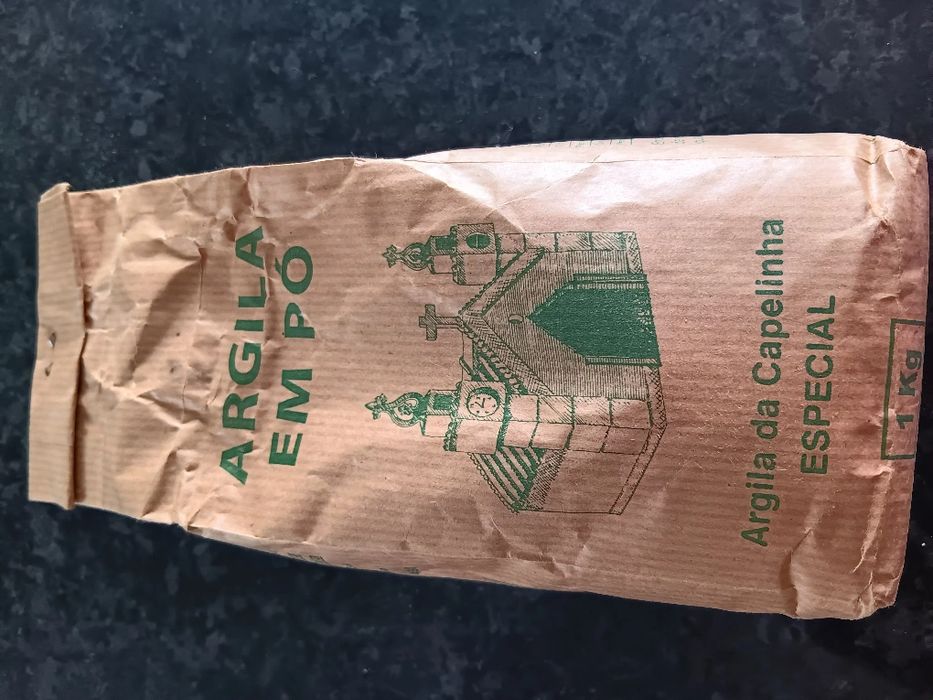 ARGILA
EM PÓ
Argila da Capelinha
ESPECIAL
1 Kg